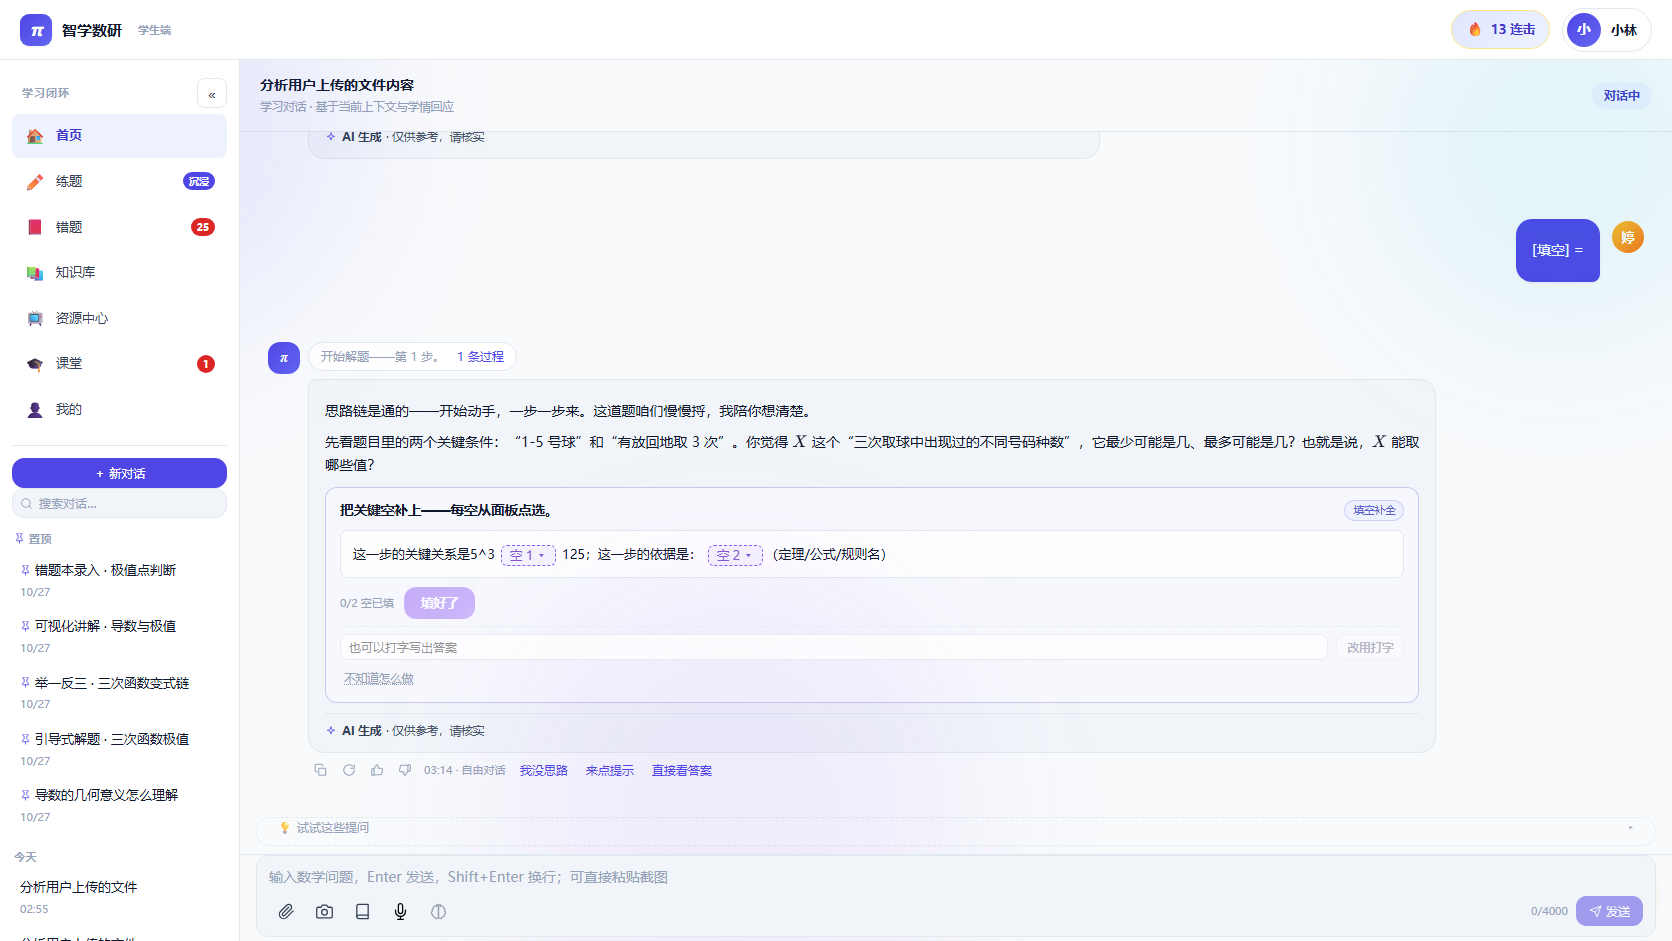 π 智学数研 学生端
13 连击 小 小林
学习闭环 «
首页
练题 沉浸
错题 25
知识库
资源中心
课堂 1
我的
+ 新对话
搜索对话...
置顶
错题本录入 · 极值点判断
10/27
可视化讲解 · 导数与极值
10/27
举一反三 · 三次函数变式链
10/27
引导式解题 · 三次函数极值
10/27
导数的几何意义怎么理解
10/27
今天
分析用户上传的文件
02:55
分析用户上传的文件内容
学习对话 · 基于当前上下文与学情回应
对话中
AI 生成 · 仅供参考，请核实
[填空] =
婷
π 开始解题——第 1 步。 1 条过程
思路链是通的——开始动手，一步一步来。这道题咱们慢慢捋，我陪你想清楚。
先看题目里的两个关键条件：“1-5 号球”和“有放回地取 3 次”。你觉得 X 这个“三次取球中出现过的不同号码种数”，它最少可能是几、最多可能是几？也就是说，X 能取
哪些值？
把关键空补上——每空从面板点选。 填空补全
这一步的关键关系是5^3 空 1 125；这一步的依据是： 空 2 （定理/公式/规则名）
0/2 空已填 填好了
也可以打字写出答案 改用打字
不知道怎么做
AI 生成 · 仅供参考，请核实
03:14 · 自由对话 我没思路 来点提示 直接看答案
试试这些提问
输入数学问题，Enter 发送，Shift+Enter 换行；可直接粘贴截图
0/4000 发送